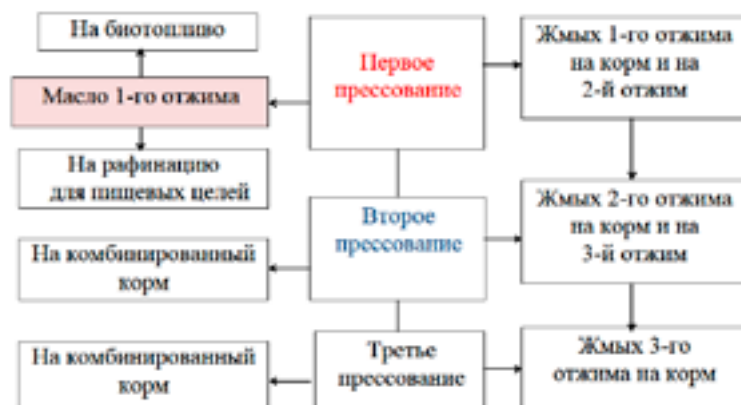 На биотопливо
Масло 1-го отжима
На рафинацию
для пищевых целей
На комбинированный
корм
На комбинированный
корм
Первое
прессование
Второе
прессование
Третье
прессование
Жмых 1-го отжима
на корм и на
2-й отжим
Жмых 2-го отжима
на корм и на
3-й отжим
Жмых 3-го
отжима на корм